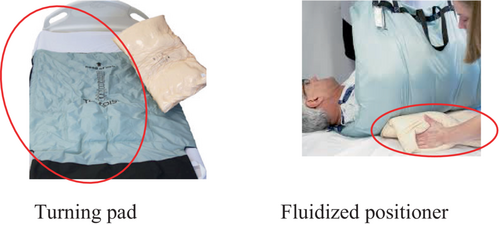 Turning pad
Fluidized positioner